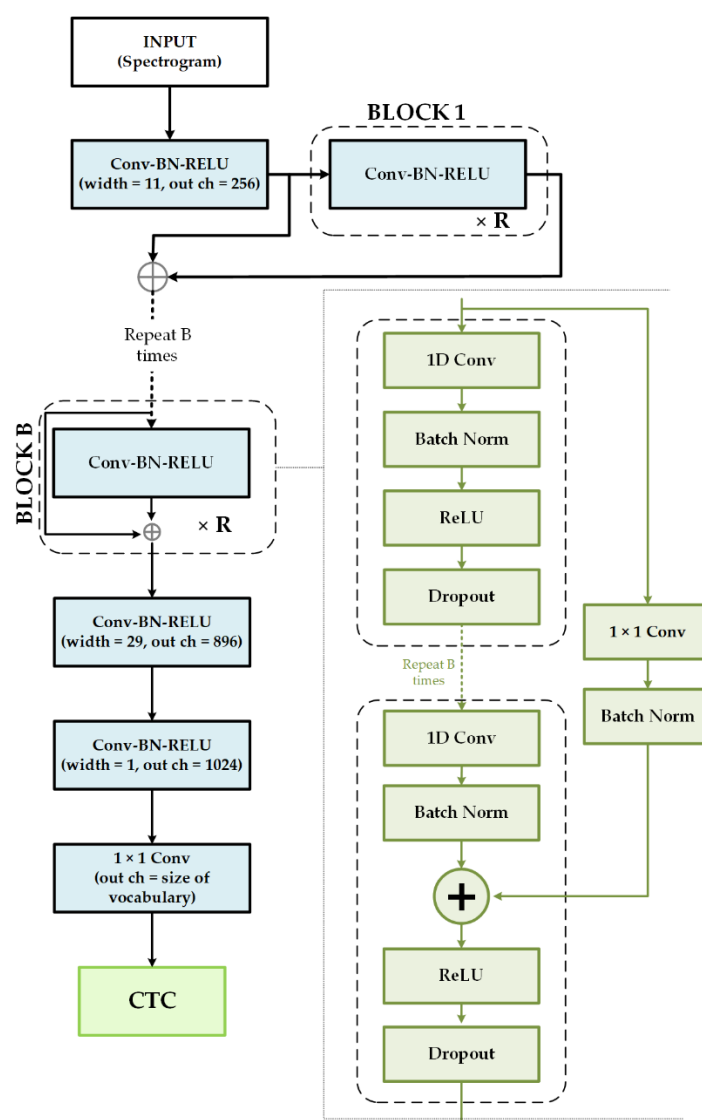 INPUT
(Spectrogram)
BLOCK 1
Conv-BN-RELU
(width = 11, out ch = 256)
Conv-BN-RELU
× R
Repeat B
times
BLOCK B
Conv-BN-RELU
× R
Conv-BN-RELU
(width = 29, out ch = 896)
Conv-BN-RELU
(width = 1, out ch = 1024)
1 × 1 Conv
(out ch = size of
vocabulary)
CTC
1D Conv
Batch Norm
ReLU
Dropout
Repeat B
times
1D Conv
Batch Norm
+
ReLU
Dropout
1 × 1 Conv
Batch Norm